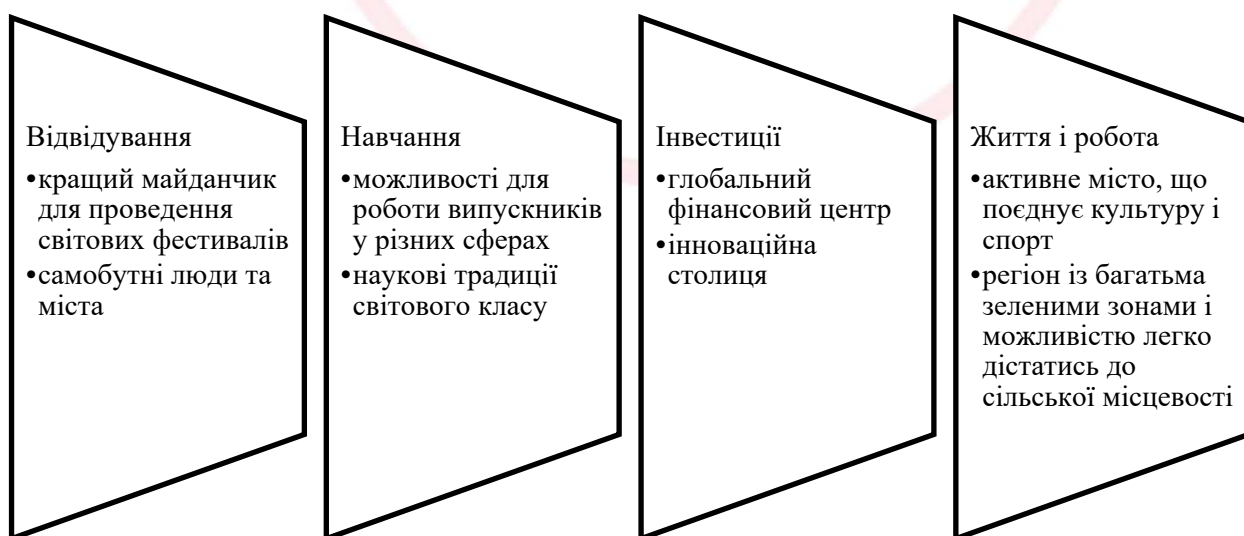 Відвідування
•кращий майданчик
для проведення
світових фестивалів
•самобутні люди та
міста
Навчання
•можливості для
роботи випускників
у різних сферах
•наукові традиції
світового класу
Інвестиції
•глобальний
фінансовий центр
•інноваційна
столиця
Життя і робота
•активне місто, що
поєднує культуру і
спорт
•регіон із багатьма
зеленими зонами і
можливістю легко
дістатись до
сільської місцевості